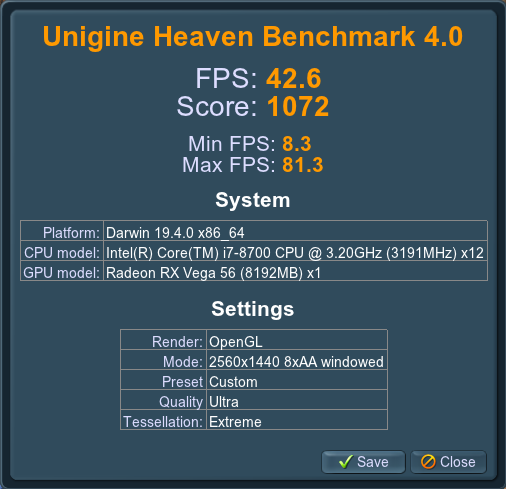 Unigine Heaven Benchmark 4.0
FPS: 42.6
Score: 1072
Min FPS: 8.3
Max FPS: 81.3
System
Platform: Darwin 19.4.0 x86_64
CPU model: Intel(R) Core(TM) i7-8700 CPU @ 3.20GHz (3191MHz) x12
GPU model: Radeon RX Vega 56 (8192MB) x1
Settings
Render: OpenGL
Mode: 2560x1440 8xAA windowed
Preset Custom
Quality Ultra
Tessellation: Extreme
Save Close